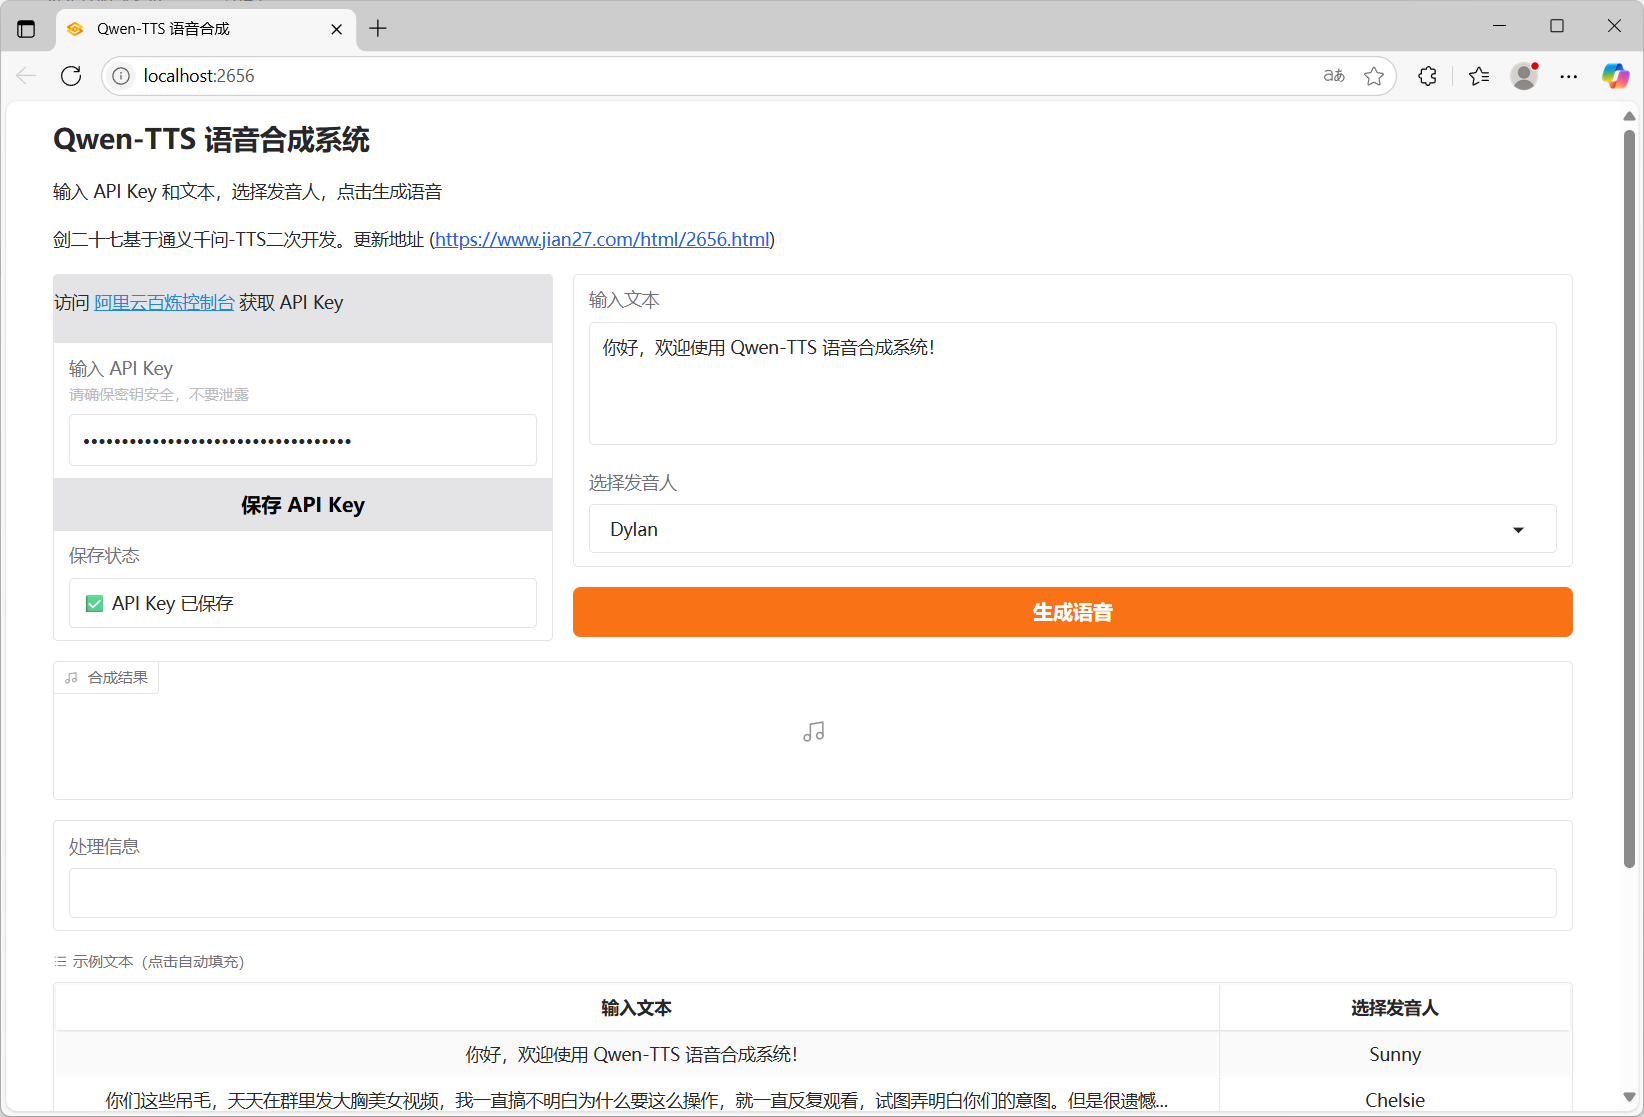 Qwen-TTS 语音合成
localhost:2656
aあ
Qwen-TTS 语音合成系统
输入 API Key 和文本，选择发音人，点击生成语音
剑二十七基于通义千问-TTS二次开发。更新地址 (https://www.jian27.com/html/2656.html)
访问 阿里云百炼控制台 获取 API Key
输入 API Key
请确保密钥安全，不要泄露
•••••••••••••••••••••••••••••••••••
保存 API Key
保存状态
✅ API Key 已保存
输入文本
你好，欢迎使用 Qwen-TTS 语音合成系统！
选择发音人
Dylan
生成语音
合成结果
处理信息
示例文本（点击自动填充）
输入文本 选择发音人
你好，欢迎使用 Qwen-TTS 语音合成系统！ Sunny
你们这些吊毛，天天在群里发大胸美女视频，我一直搞不明白为什么要这么操作，就一直反复观看，试图弄明白你们的意图。但是很遗憾... Chelsie